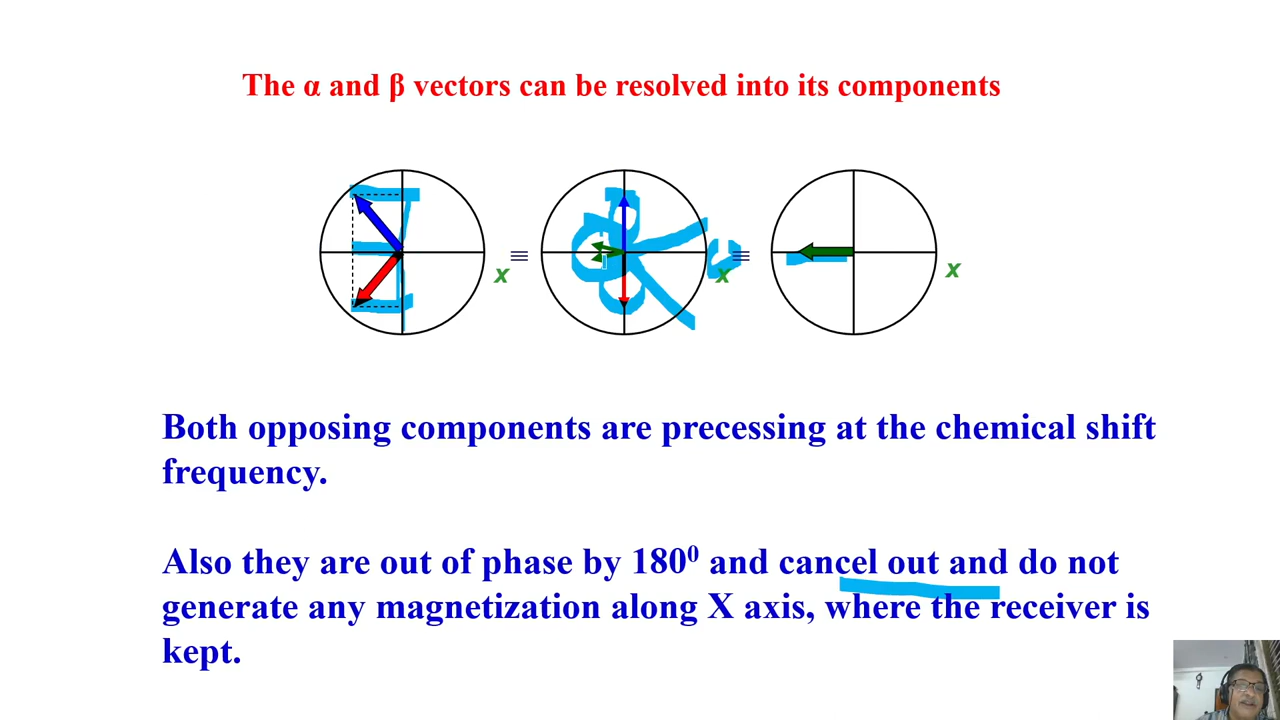 The α and β vectors can be resolved into its components
x ≡ x ≡ x
Both opposing components are precessing at the chemical shift
frequency.
Also they are out of phase by 180⁰ and cancel out and do not
generate any magnetization along X axis, where the receiver is
kept.